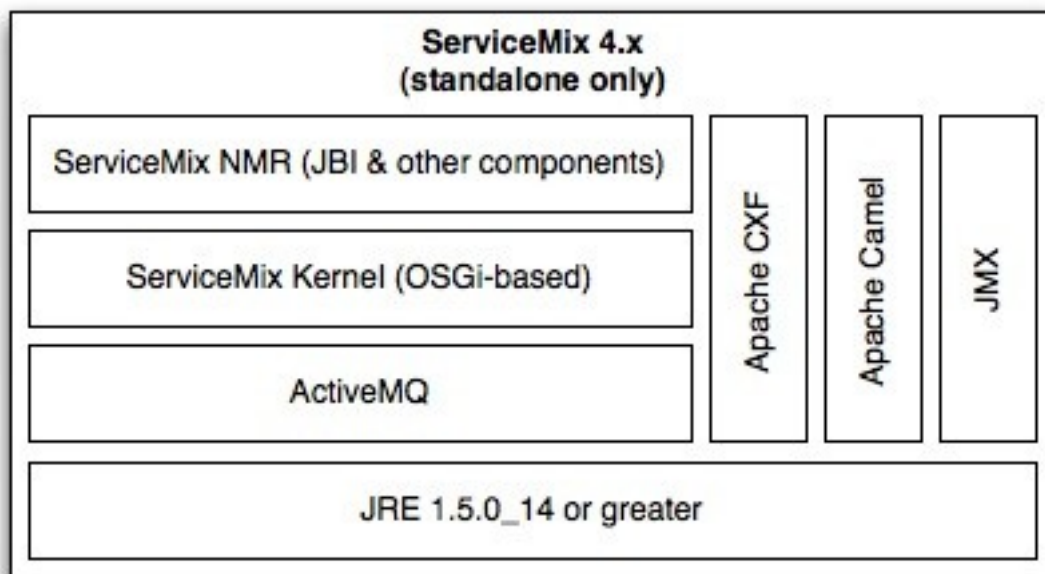 ServiceMix 4.x
(standalone only)
ServiceMix NMR (JBI & other components)
ServiceMix Kernel (OSGi-based)
ActiveMQ
Apache CXF
Apache Camel
JMX
JRE 1.5.0_14 or greater